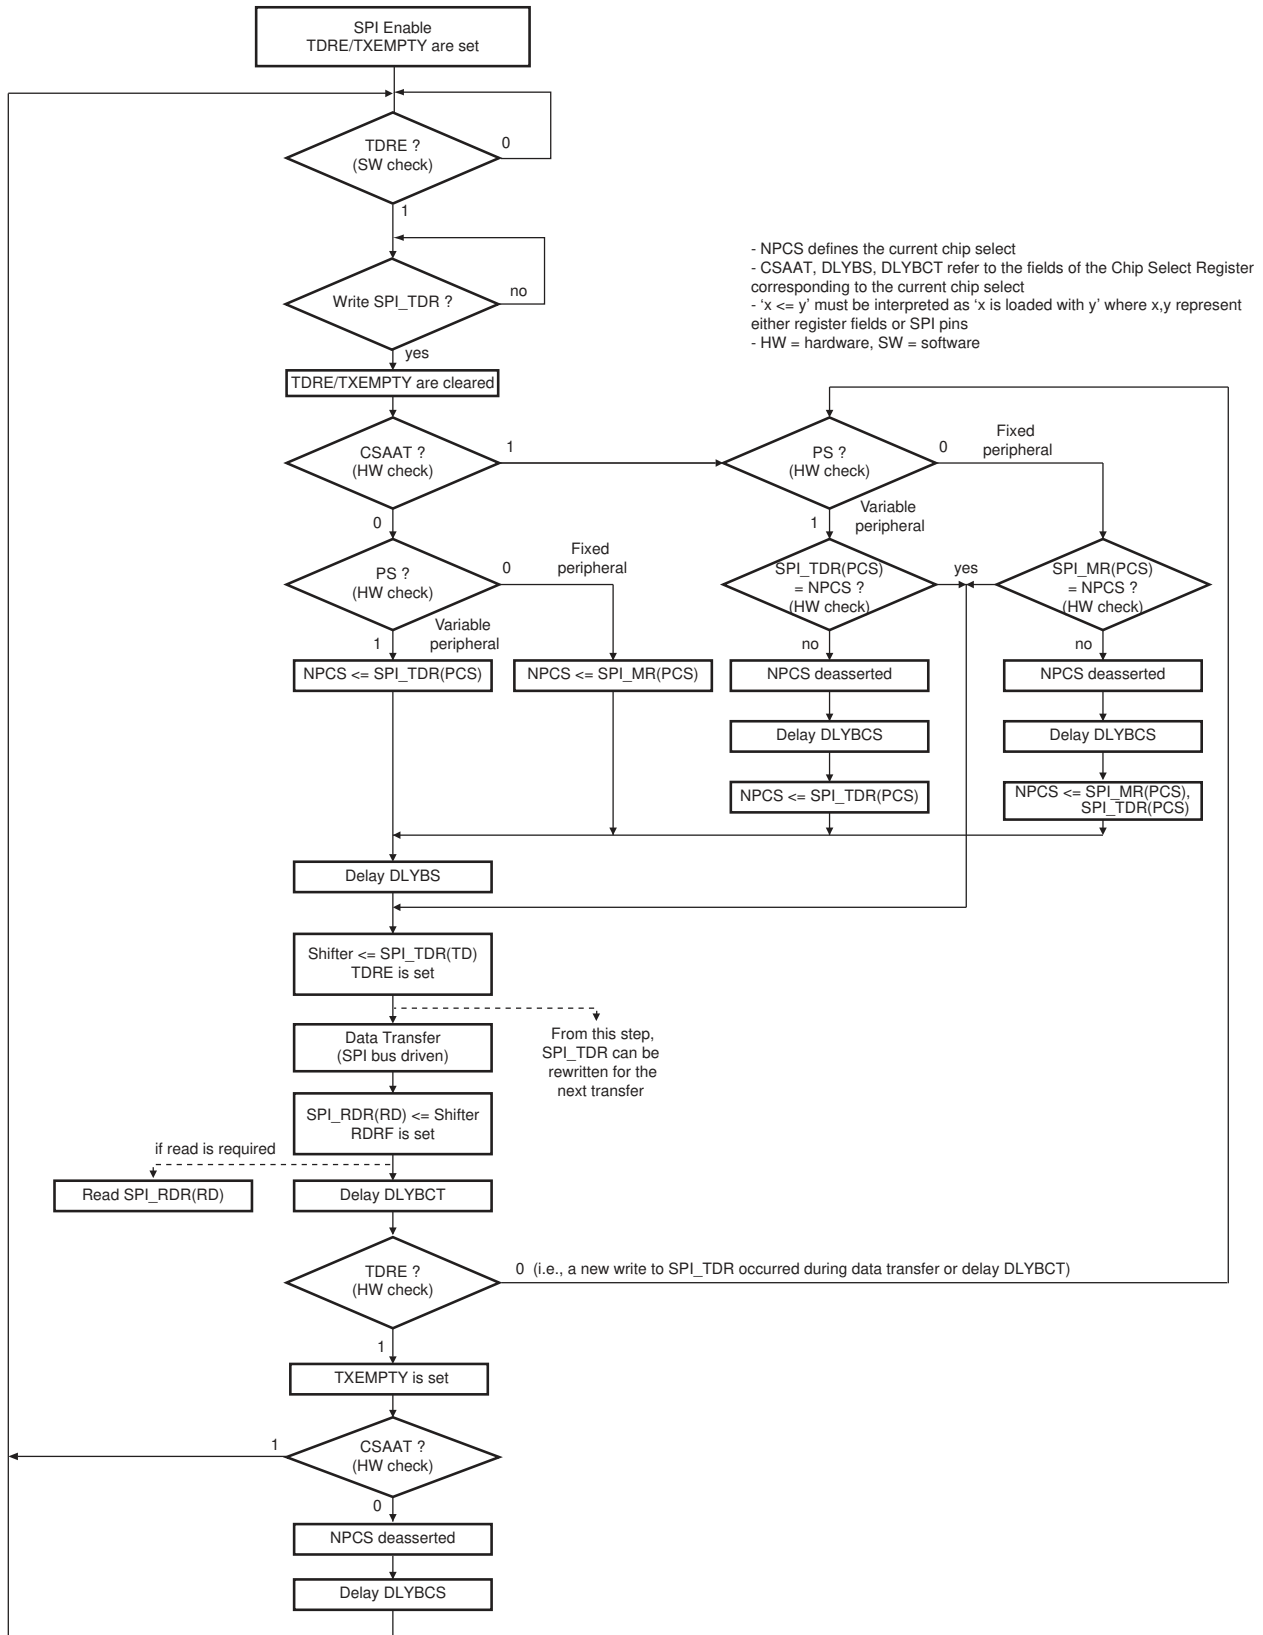 SPI Enable
TDRE/TXEMPTY are set
TDRE ?
(SW check)
0
1
- NPCS defines the current chip select
- CSAAT, DLYBS, DLYBCT refer to the fields of the Chip Select Register
corresponding to the current chip select
- ‘x <= y’ must be interpreted as ‘x is loaded with y’ where x,y represent
either register fields or SPI pins
- HW = hardware, SW = software
Write SPI_TDR ?
no
yes
TDRE/TXEMPTY are cleared
CSAAT ?
(HW check)
1
0
PS ?
(HW check)
0
Fixed
peripheral
1
Variable
peripheral
PS ?
(HW check)
0
Fixed
peripheral
1
Variable
peripheral
SPI_TDR(PCS)
= NPCS ?
(HW check)
yes
no
SPI_MR(PCS)
= NPCS ?
(HW check)
no
NPCS <= SPI_TDR(PCS)
NPCS <= SPI_MR(PCS)
NPCS deasserted
NPCS deasserted
Delay DLYBCS
Delay DLYBCS
NPCS <= SPI_TDR(PCS)
NPCS <= SPI_MR(PCS),
SPI_TDR(PCS)
Delay DLYBS
Shifter <= SPI_TDR(TD)
TDRE is set
Data Transfer
(SPI bus driven)
From this step,
SPI_TDR can be
rewritten for the
next transfer
SPI_RDR(RD) <= Shifter
RDRF is set
if read is required
Read SPI_RDR(RD)
Delay DLYBCT
TDRE ?
(HW check)
0 (i.e., a new write to SPI_TDR occurred during data transfer or delay DLYBCT)
1
TXEMPTY is set
CSAAT ?
(HW check)
1
0
NPCS deasserted
Delay DLYBCS